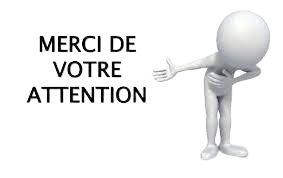 MERCI DE
VOTRE
ATTENTION